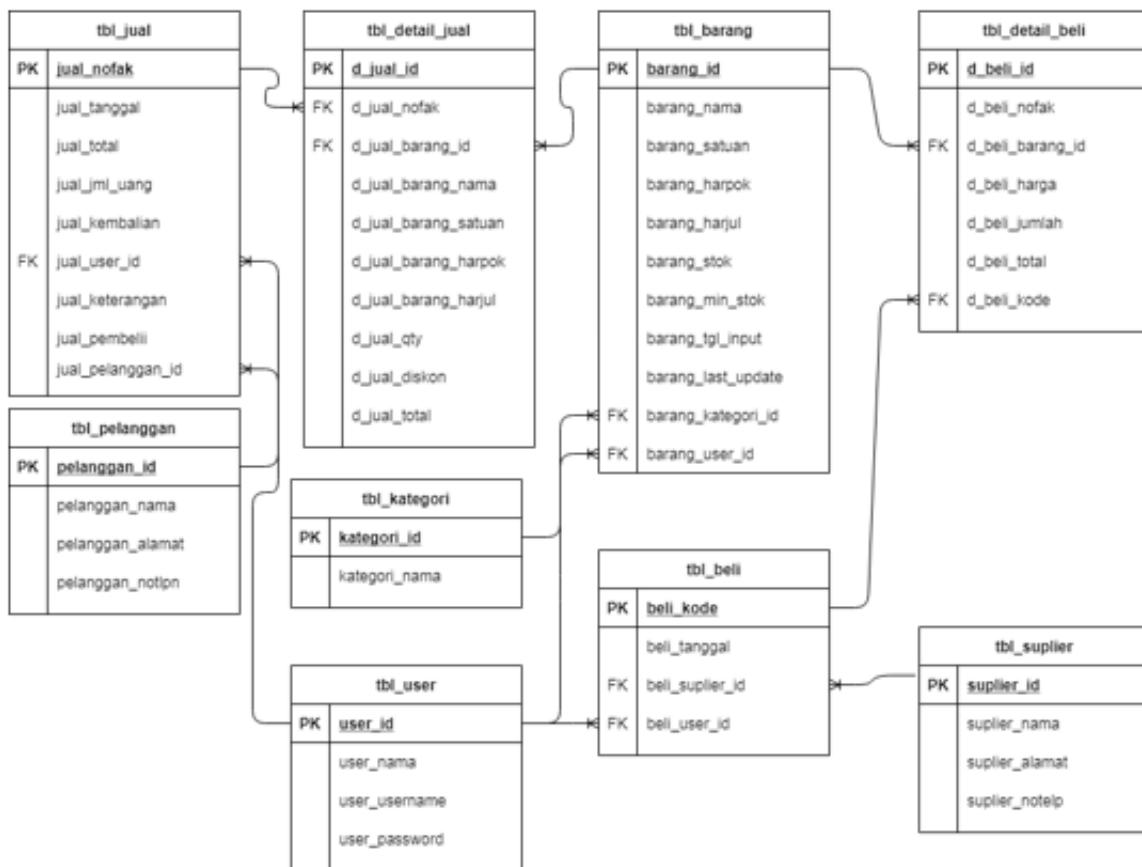 tbl_jual
PK jual_nofak
jual_tanggal
jual_total
jual_jml_uang
jual_kembalian
FK jual_user_id
jual_keterangan
jual_pembelii
jual_pelanggan_id
tbl_detail_jual
PK d_jual_id
FK d_jual_nofak
FK d_jual_barang_id
d_jual_barang_nama
d_jual_barang_satuan
d_jual_barang_harpok
d_jual_barang_harjul
d_jual_qty
d_jual_diskon
d_jual_total
tbl_barang
PK barang_id
barang_nama
barang_satuan
barang_harpok
barang_harjul
barang_stok
barang_min_stok
barang_tgl_input
barang_last_update
FK barang_kategori_id
FK barang_user_id
tbl_detail_beli
PK d_beli_id
d_beli_nofak
FK d_beli_barang_id
d_beli_harga
d_beli_jumlah
d_beli_total
FK d_beli_kode
tbl_pelanggan
PK pelanggan_id
pelanggan_nama
pelanggan_alamat
pelanggan_notlpn
tbl_kategori
PK kategori_id
kategori_nama
tbl_beli
PK beli_kode
beli_tanggal
FK beli_suplier_id
FK beli_user_id
tbl_suplier
PK suplier_id
suplier_nama
suplier_alamat
suplier_notelp
tbl_user
PK user_id
user_nama
user_username
user_password